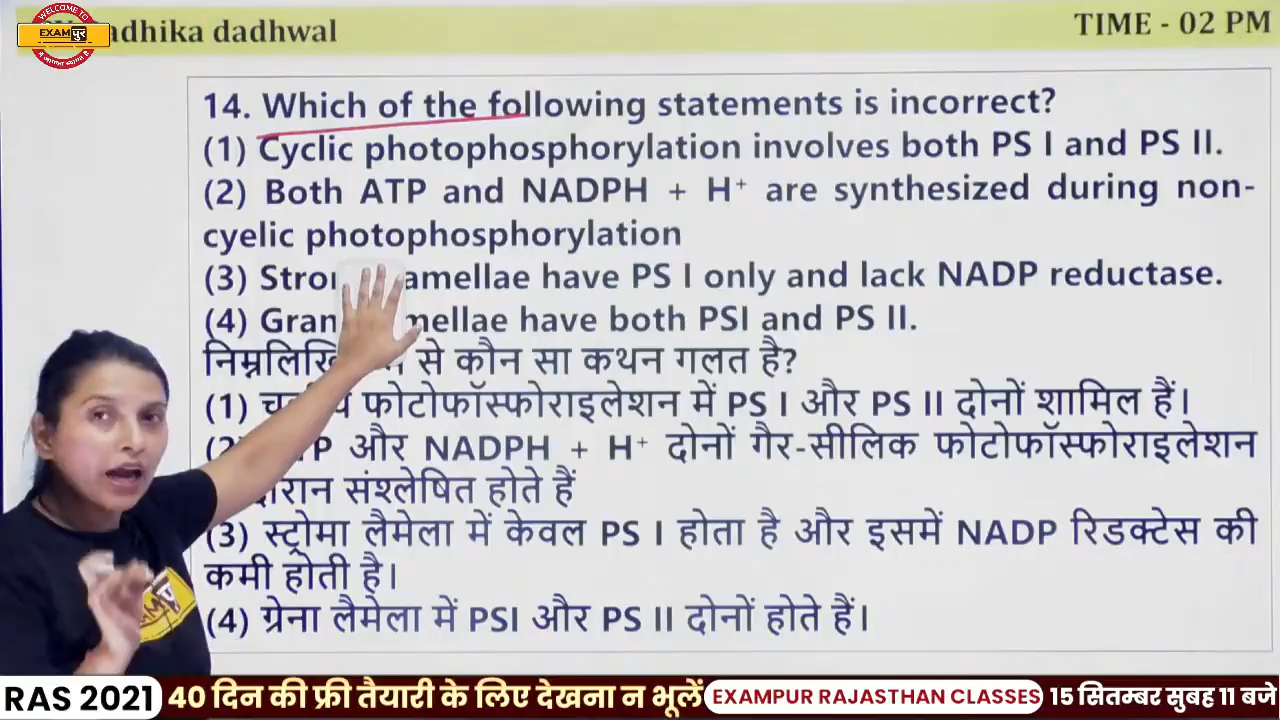 WELCOME TO
EXAMपुर
adhika dadhwal
TIME - 02 PM
14. Which of the following statements is incorrect?
(1) Cyclic photophosphorylation involves both PS I and PS II.
(2) Both ATP and NADPH + H⁺ are synthesized during non-
cyelic photophosphorylation
(3) amellae have PS I only and lack NADP reductase.
(4) have both PSI and PS II.
से कौन सा कथन गलत है?
(1) फोटोफॉस्फोराइलेशन में PS I और PS II दोनों शामिल हैं।
और NADPH + H⁺ दोनों गैर-सीलिक फोटोफॉस्फोराइलेशन
संश्लेषित होते हैं
(3) स्ट्रोमा लैमेला में केवल PS I होता है और इसमें NADP रिडक्टेस की
कमी होती है।
(4) ग्रेना लैमेला में PSI और PS II दोनों होते हैं।
RAS 2021 40 दिन की फ्री तैयारी के लिए देखना न भूलें EXAMPUR RAJASTHAN CLASSES 15 सितम्बर सुबह 11 बजे